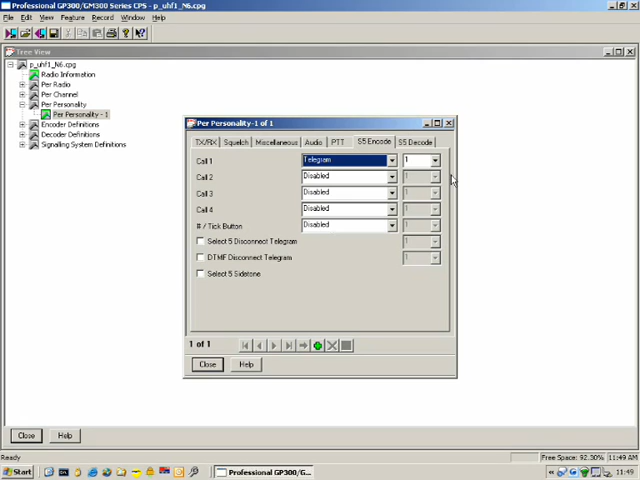 Professional GP300/GM300 Series CPS - p_uhf1_N6.cpg
File Edit View Feature Record Window Help
Tree View
p_uhf1_N6.cpg
Radio Information
Per Radio
Per Channel
Per Personality
Per Personality - 1
Encoder Definitions
Decoder Definitions
Signalling System Definitions
Per Personality-1 of 1
TX/RX Squelch Miscellaneous Audio PTT S5 Encode S5 Decode
Call 1 Telegram 1
Call 2 Disabled 1
Call 3 Disabled 1
Call 4 Disabled 1
# / Tick Button Disabled
Select 5 Disconnect Telegram 1
DTMF Disconnect Telegram 1
Select 5 Sidetone
1 of 1
Close Help
Close Help
Ready Free Space: 92.30% 11:49 AM
Start Professional GP300/G... 11:49